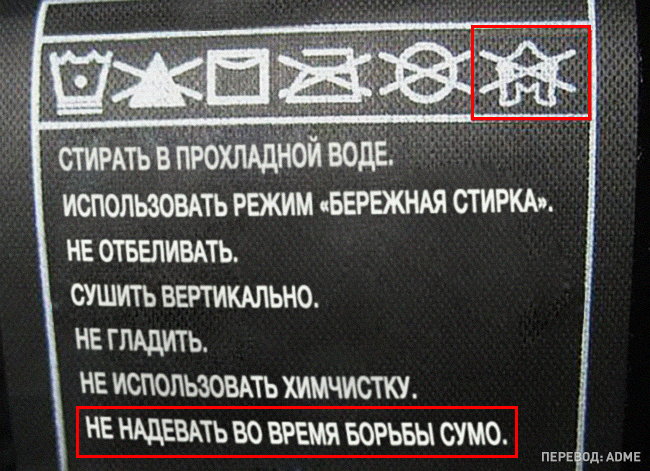 СТИРАТЬ В ПРОХЛАДНОЙ ВОДЕ.
ИСПОЛЬЗОВАТЬ РЕЖИМ «БЕРЕЖНАЯ СТИРКА».
НЕ ОТБЕЛИВАТЬ.
СУШИТЬ ВЕРТИКАЛЬНО.
НЕ ГЛАДИТЬ.
НЕ ИСПОЛЬЗОВАТЬ ХИМЧИСТКУ.
НЕ НАДЕВАТЬ ВО ВРЕМЯ БОРЬБЫ СУМО.
ПЕРЕВОД: ADME